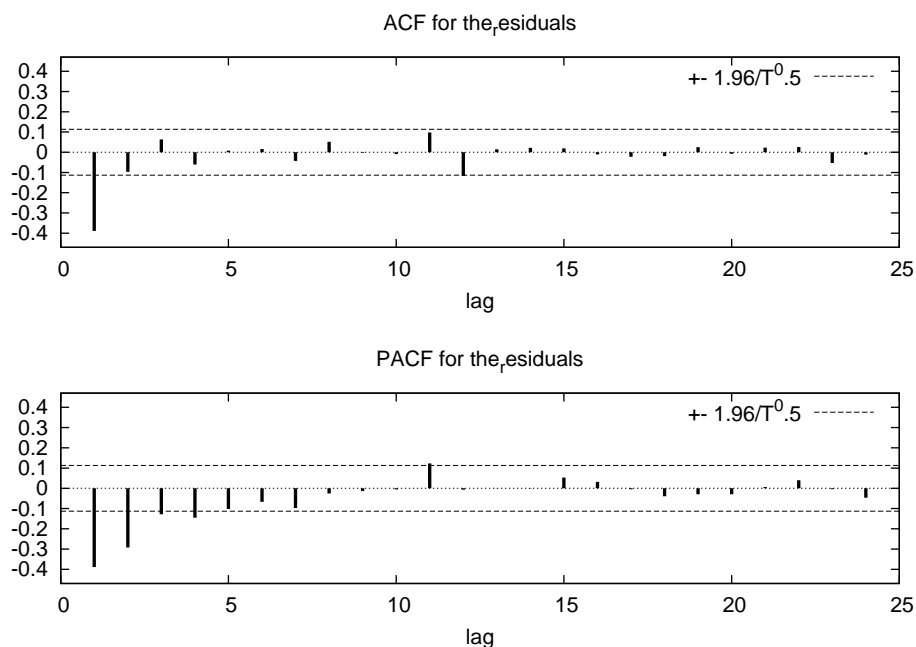 ACF for the_residuals
+- 1.96/T^0.5
0.4
0.3
0.2
0.1
0
-0.1
-0.2
-0.3
-0.4
0 5 10 15 20 25
lag
PACF for the_residuals
+- 1.96/T^0.5
0.4
0.3
0.2
0.1
0
-0.1
-0.2
-0.3
-0.4
0 5 10 15 20 25
lag